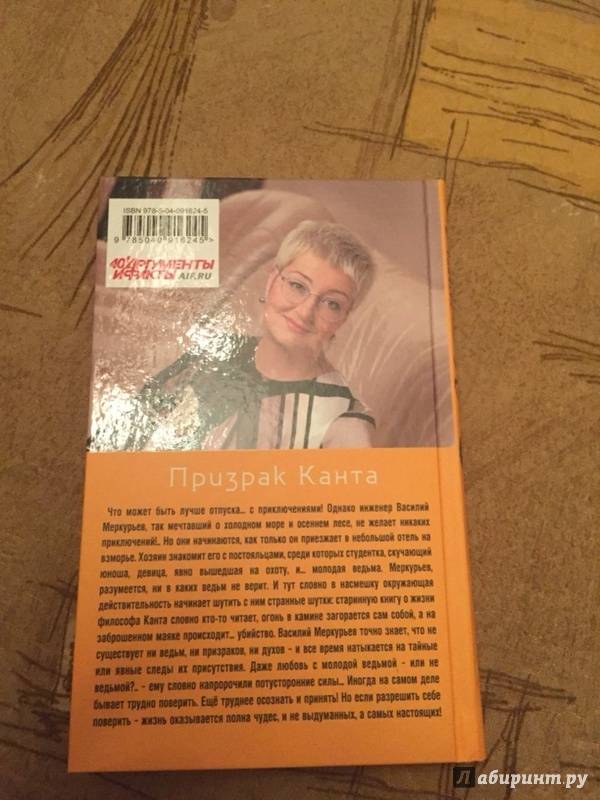 ISBN 978-5-04-091624-5
9 785040 916245 >
АРГУМЕНТЫ
И ФАКТЫ AIF.RU
Призрак Канта
Что может быть лучше отпуска... с приключениями! Однако инженер Василий
Меркурьев, так мечтавший о холодном море и осеннем лесе, не желает никаких
приключений!.. Но они начинаются, как только он приезжает в небольшой отель на
взморье. Хозяин знакомит его с постояльцами, среди которых студентка, скучающий
юноша, девица, явно вышедшая на охоту, и... молодая ведьма. Меркурьев,
разумеется, ни в каких ведьм не верит. И тут словно в насмешку окружающая
действительность начинает шутить с ним странные шутки: старинную книгу о жизни
философа Канта словно кто-то читает, огонь в камине загорается сам собой, а на
заброшенном маяке происходит... убийство. Василий Меркурьев точно знает, что не
существует ни ведьм, ни призраков, ни духов - и все время натыкается на тайные
или явные следы их присутствия. Даже любовь с молодой ведьмой - или не
ведьмой?.. - ему словно напророчили потусторонние силы... Иногда на самом деле
бывает трудно поверить. Ещё труднее осознать и принять! Но если разрешить себе
поверить - жизнь оказывается полна чудес, и не выдуманных, а самых настоящих!
Лабиринт.ру